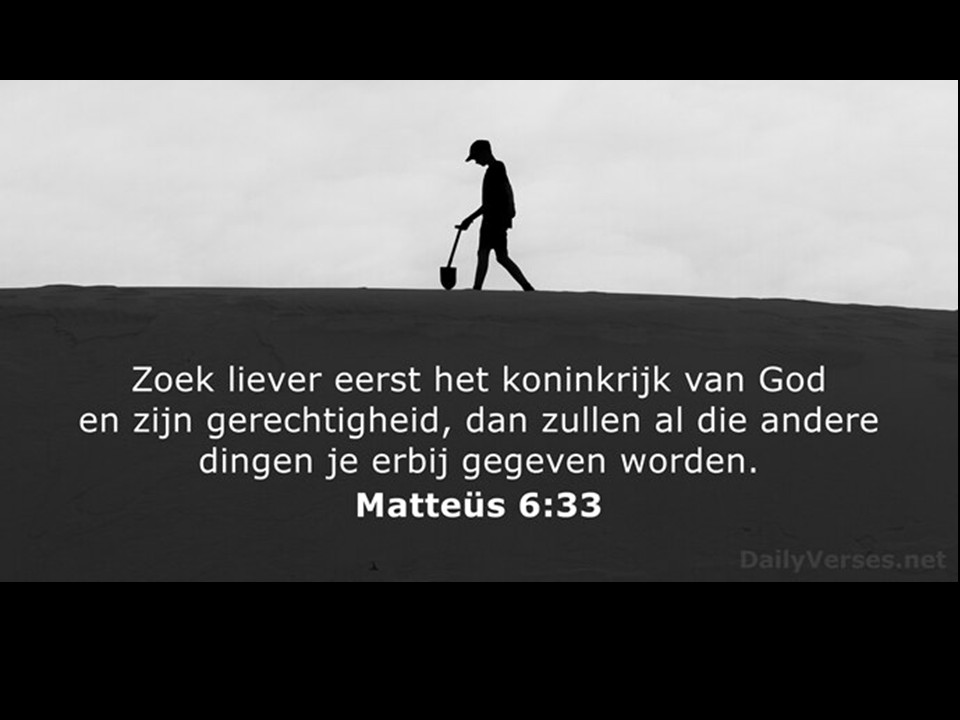 Zoek liever eerst het koninkrijk van God
en zijn gerechtigheid, dan zullen al die andere
dingen je erbij gegeven worden.
Matteüs 6:33
DailyVerses.net